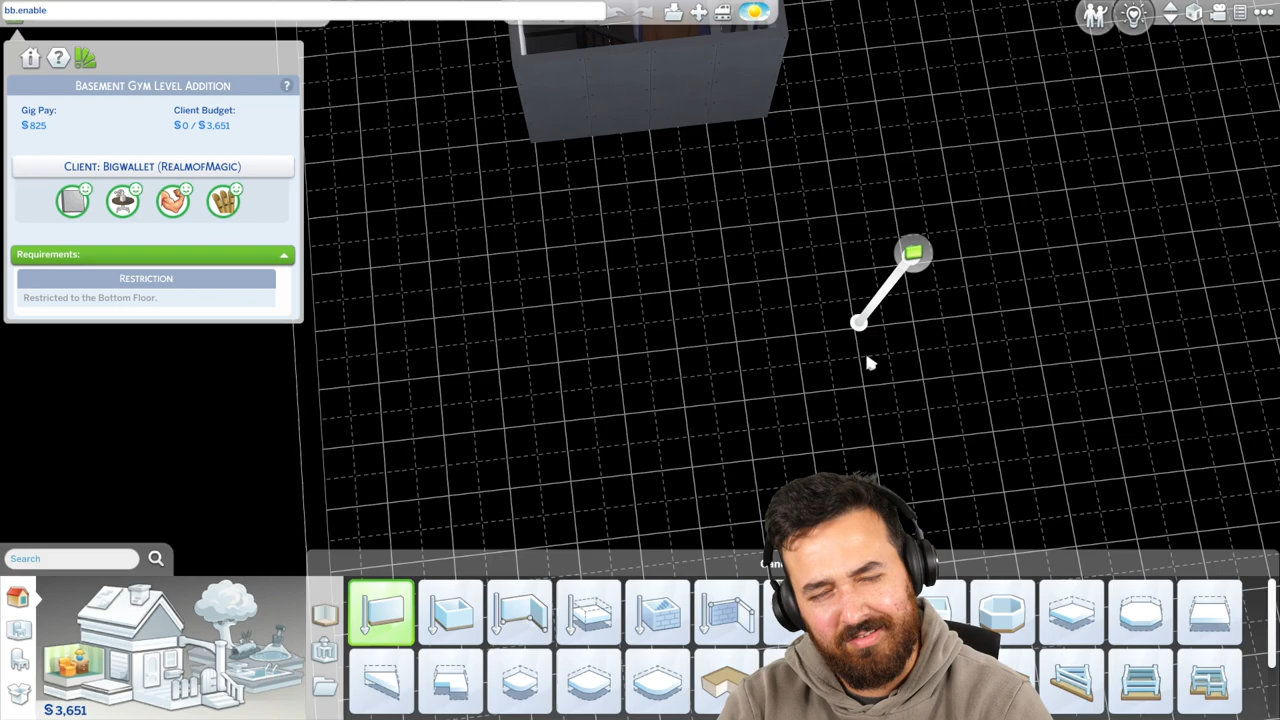 bb.enable
BASEMENT GYM LEVEL ADDITION
?
Gig Pay:
Client Budget:
§825
§0 / §3,651
CLIENT: BIGWALLET (REALMOFMAGIC)
Requirements:
RESTRICTION
Restricted to the Bottom Floor.
Search
§3,651